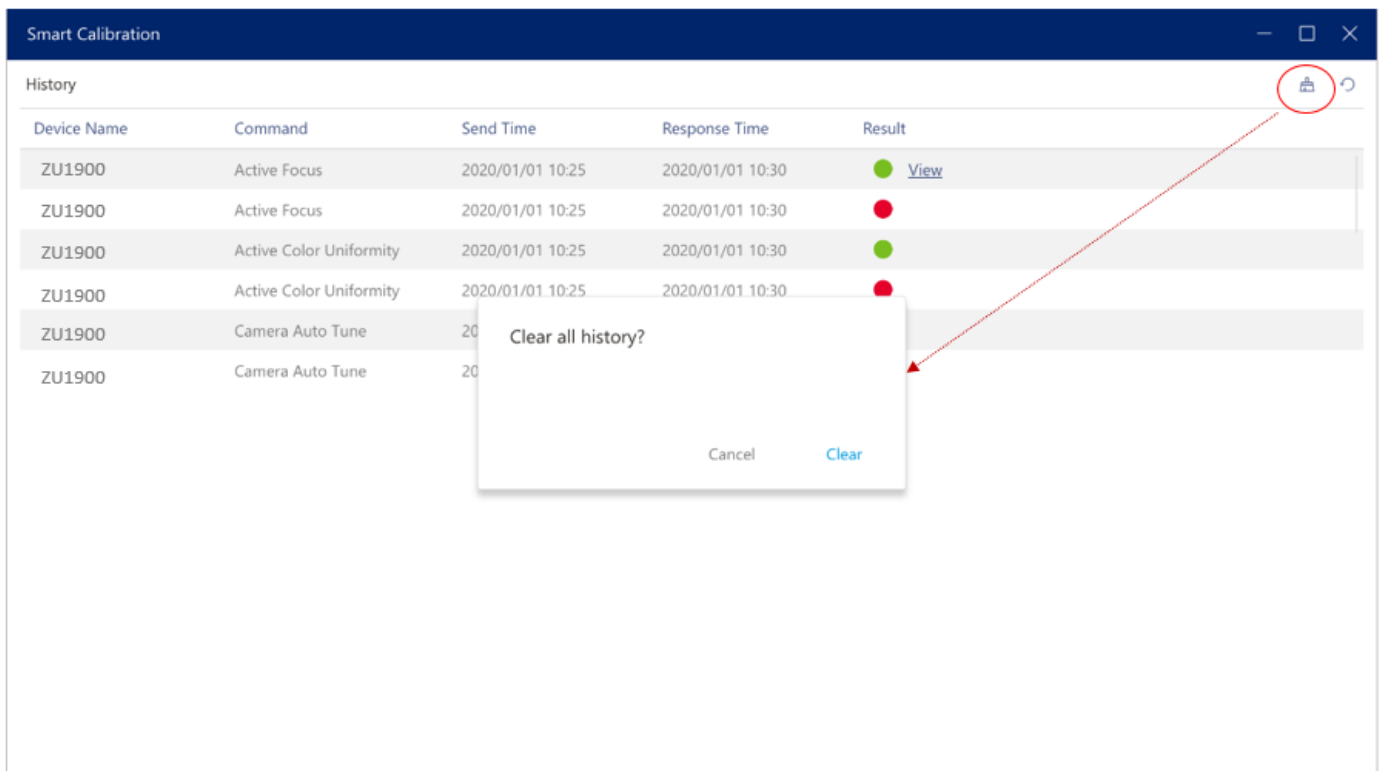 Smart Calibration
History
Device Name Command Send Time Response Time Result
ZU1900 Active Focus 2020/01/01 10:25 2020/01/01 10:30 View
ZU1900 Active Focus 2020/01/01 10:25 2020/01/01 10:30
ZU1900 Active Color Uniformity 2020/01/01 10:25 2020/01/01 10:30
ZU1900 Active Color Uniformity 2020/01/01 10:25 2020/01/01 10:30
ZU1900 Camera Auto Tune 20
ZU1900 Camera Auto Tune 20
Clear all history?
Cancel Clear